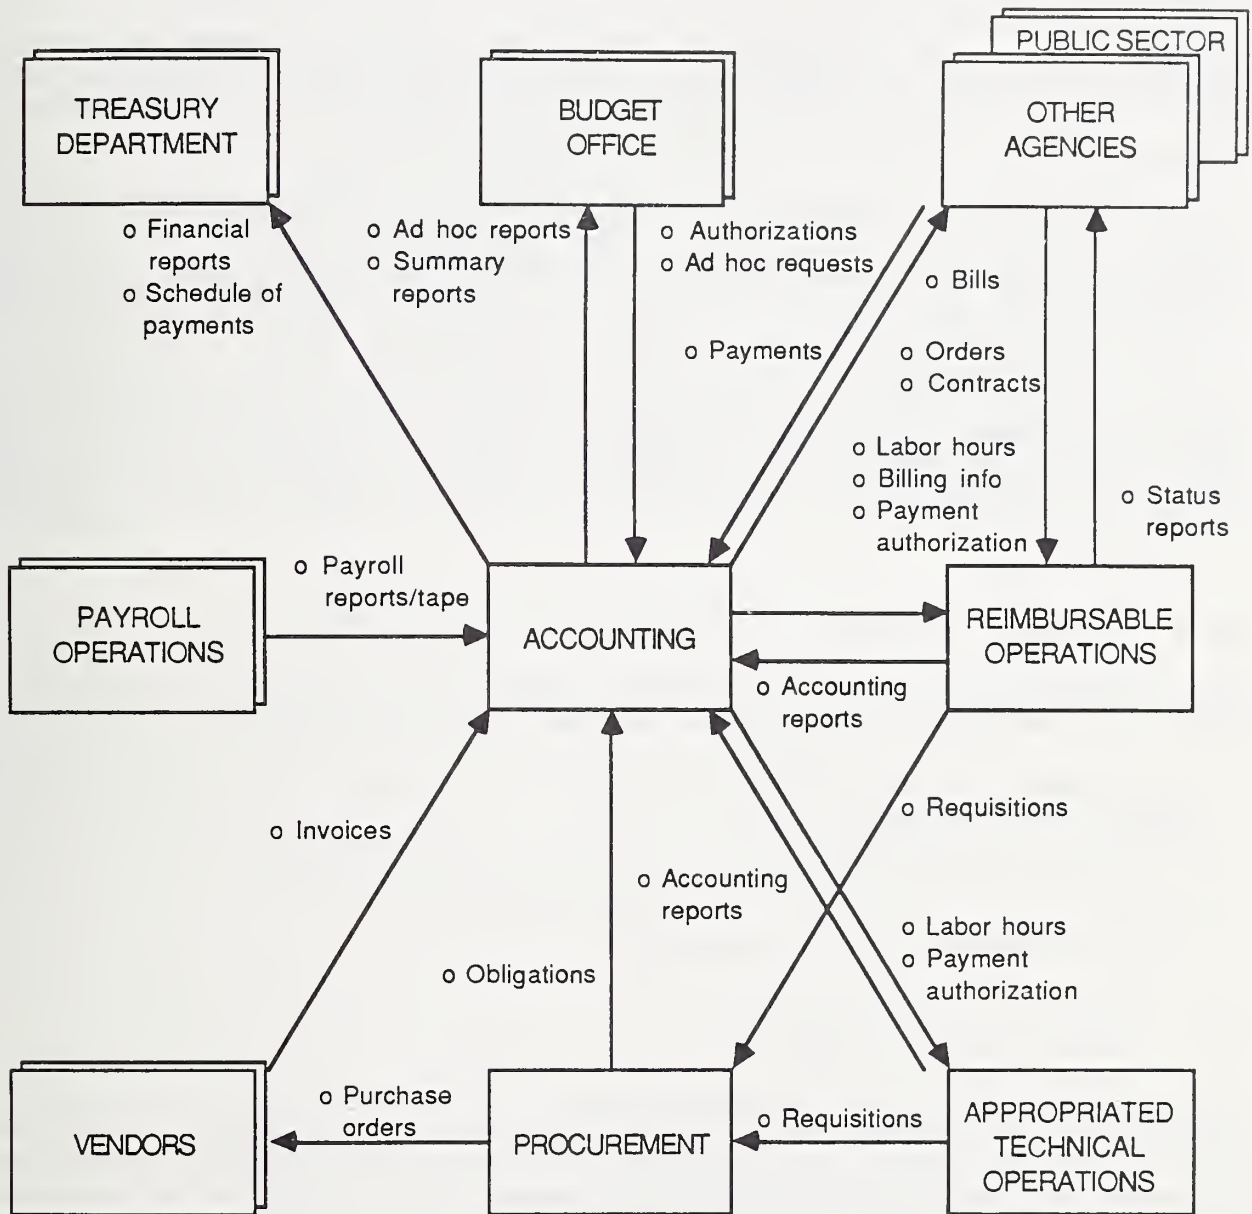 PUBLIC SECTOR
TREASURY
DEPARTMENT
BUDGET
OFFICE
OTHER
AGENCIES
o Financial
reports
o Schedule of
payments
o Ad hoc reports
o Summary
reports
o Authorizations
o Ad hoc requests
o Bills
o Payments
o Orders
o Contracts
o Labor hours
o Billing info
o Payment
authorization
o Status
reports
PAYROLL
OPERATIONS
o Payroll
reports/tape
ACCOUNTING
REIMBURSABLE
OPERATIONS
o Accounting
reports
o Requisitions
o Invoices
o Accounting
reports
o Labor hours
o Payment
authorization
o Obligations
VENDORS
o Purchase
orders
PROCUREMENT
o Requisitions
APPROPRIATED
TECHNICAL
OPERATIONS